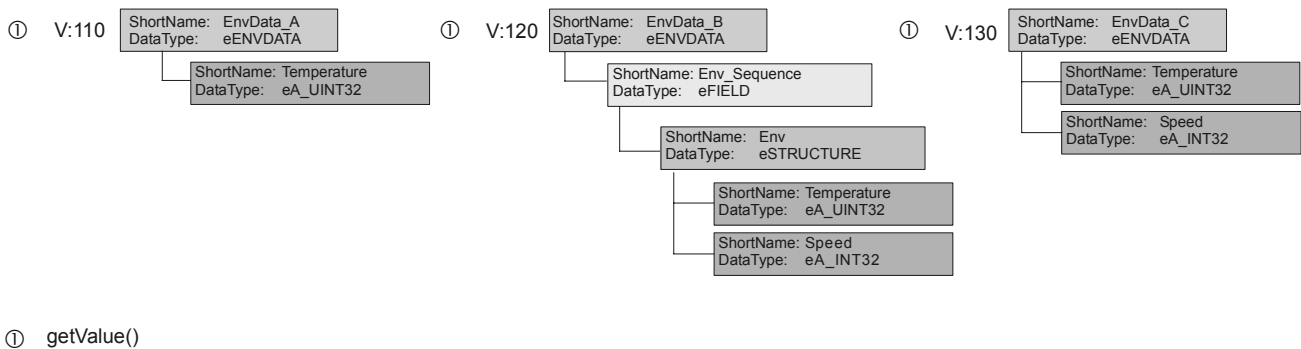 ① V:110
ShortName: EnvData_A
DataType: eENVDATA
ShortName: Temperature
DataType: eA_UINT32
① V:120
ShortName: EnvData_B
DataType: eENVDATA
ShortName: Env_Sequence
DataType: eFIELD
ShortName: Env
DataType: eSTRUCTURE
ShortName: Temperature
DataType: eA_UINT32
ShortName: Speed
DataType: eA_INT32
① V:130
ShortName: EnvData_C
DataType: eENVDATA
ShortName: Temperature
DataType: eA_UINT32
ShortName: Speed
DataType: eA_INT32
① getValue()